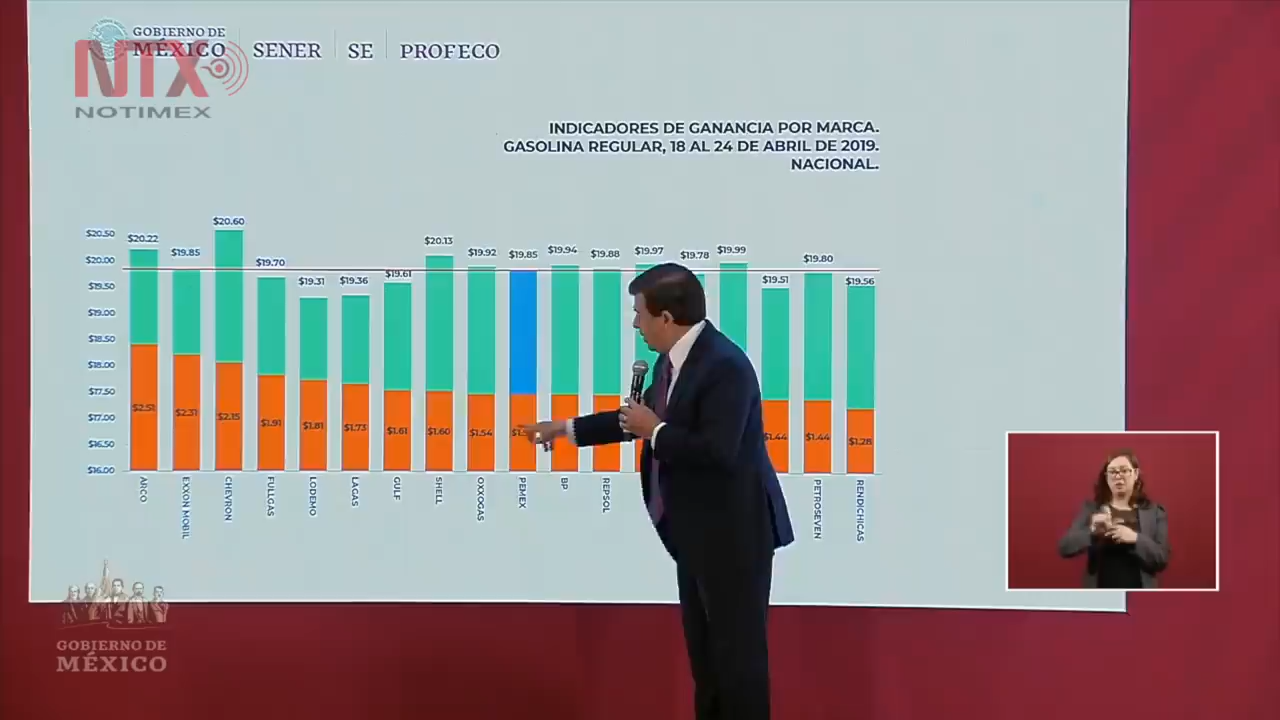 GOBIERNO DE
MÉXICO
SENER
SE
PROFECO
NTX
NOTIMEX
INDICADORES DE GANANCIA POR MARCA.
GASOLINA REGULAR, 18 AL 24 DE ABRIL DE 2019.
NACIONAL.
$20.50
$20.00
$19.50
$19.00
$18.50
$18.00
$17.50
$17.00
$16.50
$16.00
$20.22
$19.85
$20.60
$19.70
$19.31
$19.36
$19.61
$20.13
$19.92
$19.85
$19.94
$19.88
$19.97
$19.78
$19.99
$19.51
$19.80
$19.56
$2.51
$2.31
$2.15
$1.91
$1.81
$1.73
$1.61
$1.60
$1.54
$1.44
$1.44
$1.28
ARCO
EXXON MOBIL
CHEVRON
FULLGAS
LODEMO
LAGAS
GULF
SHELL
OXXOGAS
PEMEX
BP
REPSOL
PETROSEVEN
RENDICHICAS
GOBIERNO DE
MÉXICO